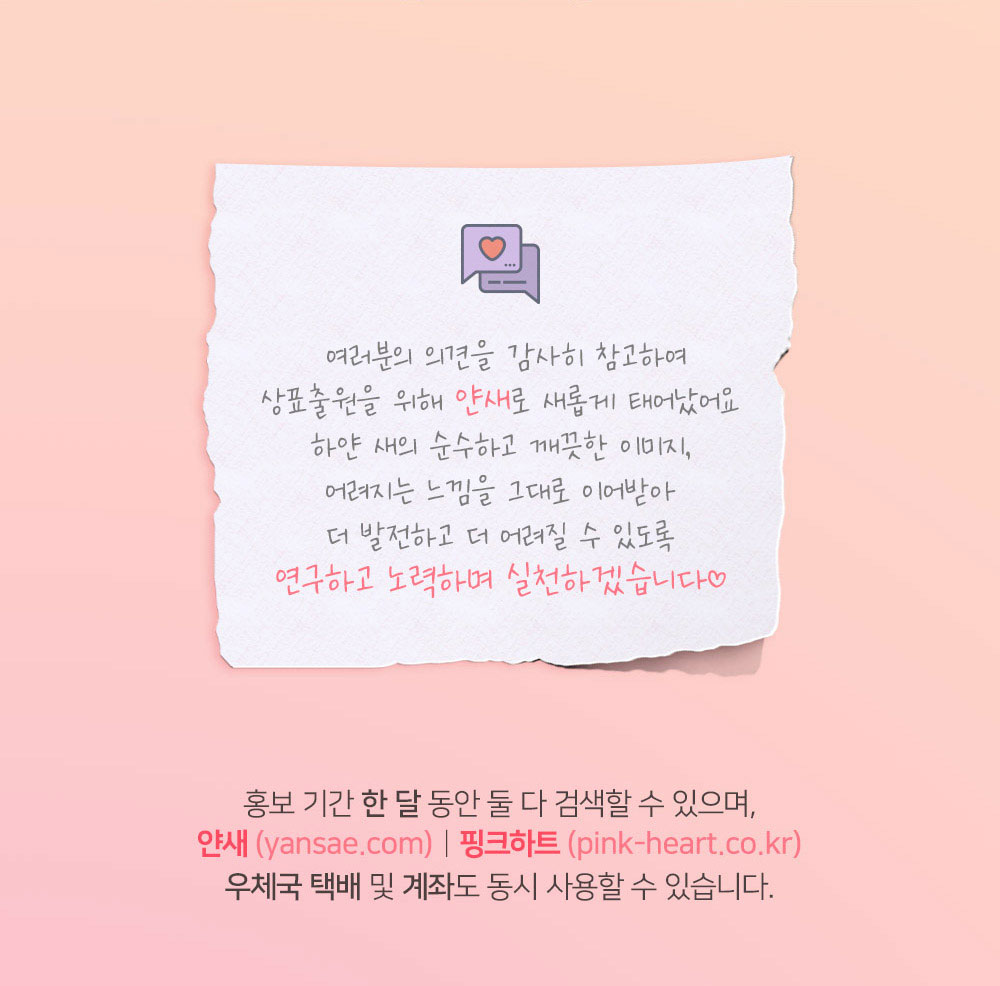 여러분의 의견을 감사히 참고하여
상표출원을 위해 얀새로 새롭게 태어났어요
하얀 새의 순수하고 깨끗한 이미지,
어려지는 느낌을 그대로 이어받아
더 발전하고 더 어려질 수 있도록
연구하고 노력하며 실천하겠습니다♡
홍보 기간 한 달 동안 둘 다 검색할 수 있으며,
얀새 (yansae.com) | 핑크하트 (pink-heart.co.kr)
우체국 택배 및 계좌도 동시 사용할 수 있습니다.